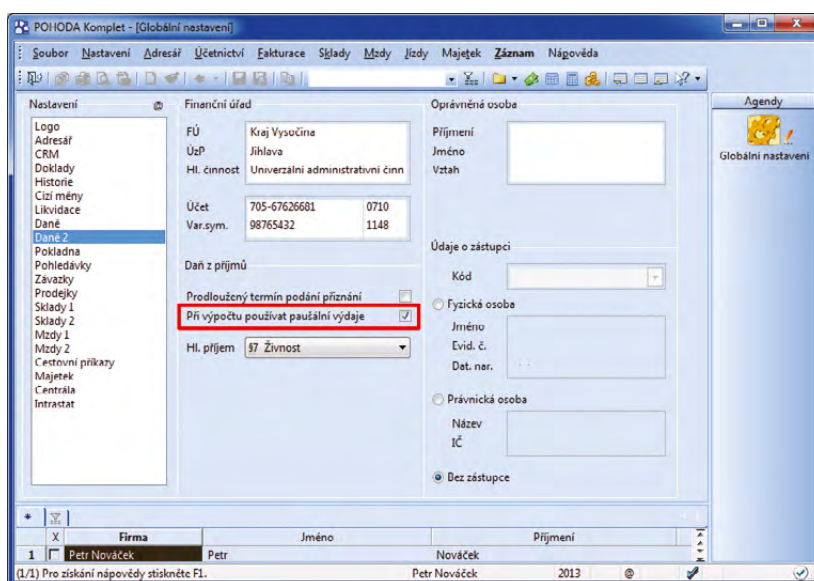 POHODA Komplet - [Globální nastavení]
Soubor Nastavení Adresář Účetnictví Fakturace Sklady Mzdy Jízdy Majetek Záznam Nápověda
Nastavení
Logo
Adresář
CRM
Doklady
Historie
Cizí měny
Likvidace
Daně
Daně 2
Pokladna
Pohledávky
Závazky
Prodejky
Sklady 1
Sklady 2
Mzdy 1
Mzdy 2
Cestovní příkazy
Majetek
Centrála
Intrastat
Finanční úřad
FÚ Kraj Vysočina
ÚzP Jihlava
Hl. činnost Univerzální administrativní činn
Účet 705-67626681 0710
Var.sym. 98765432 1148
Daň z příjmů
Prodloužený termín podání přiznání
Při výpočtu používat paušální výdaje
Hl. příjem §7 Živnost
Oprávněná osoba
Příjmení
Jméno
Vztah
Údaje o zástupci
Kód
Fyzická osoba
Jméno
Evid. č.
Dat. nar.
Právnická osoba
Název
IČ
Bez zástupce
Agendy
Globální nastavení
* X Firma Jméno Příjmení
1 Petr Nováček Petr Nováček
(1/1) Pro získání nápovědy stiskněte F1. Petr Nováček 2013 @